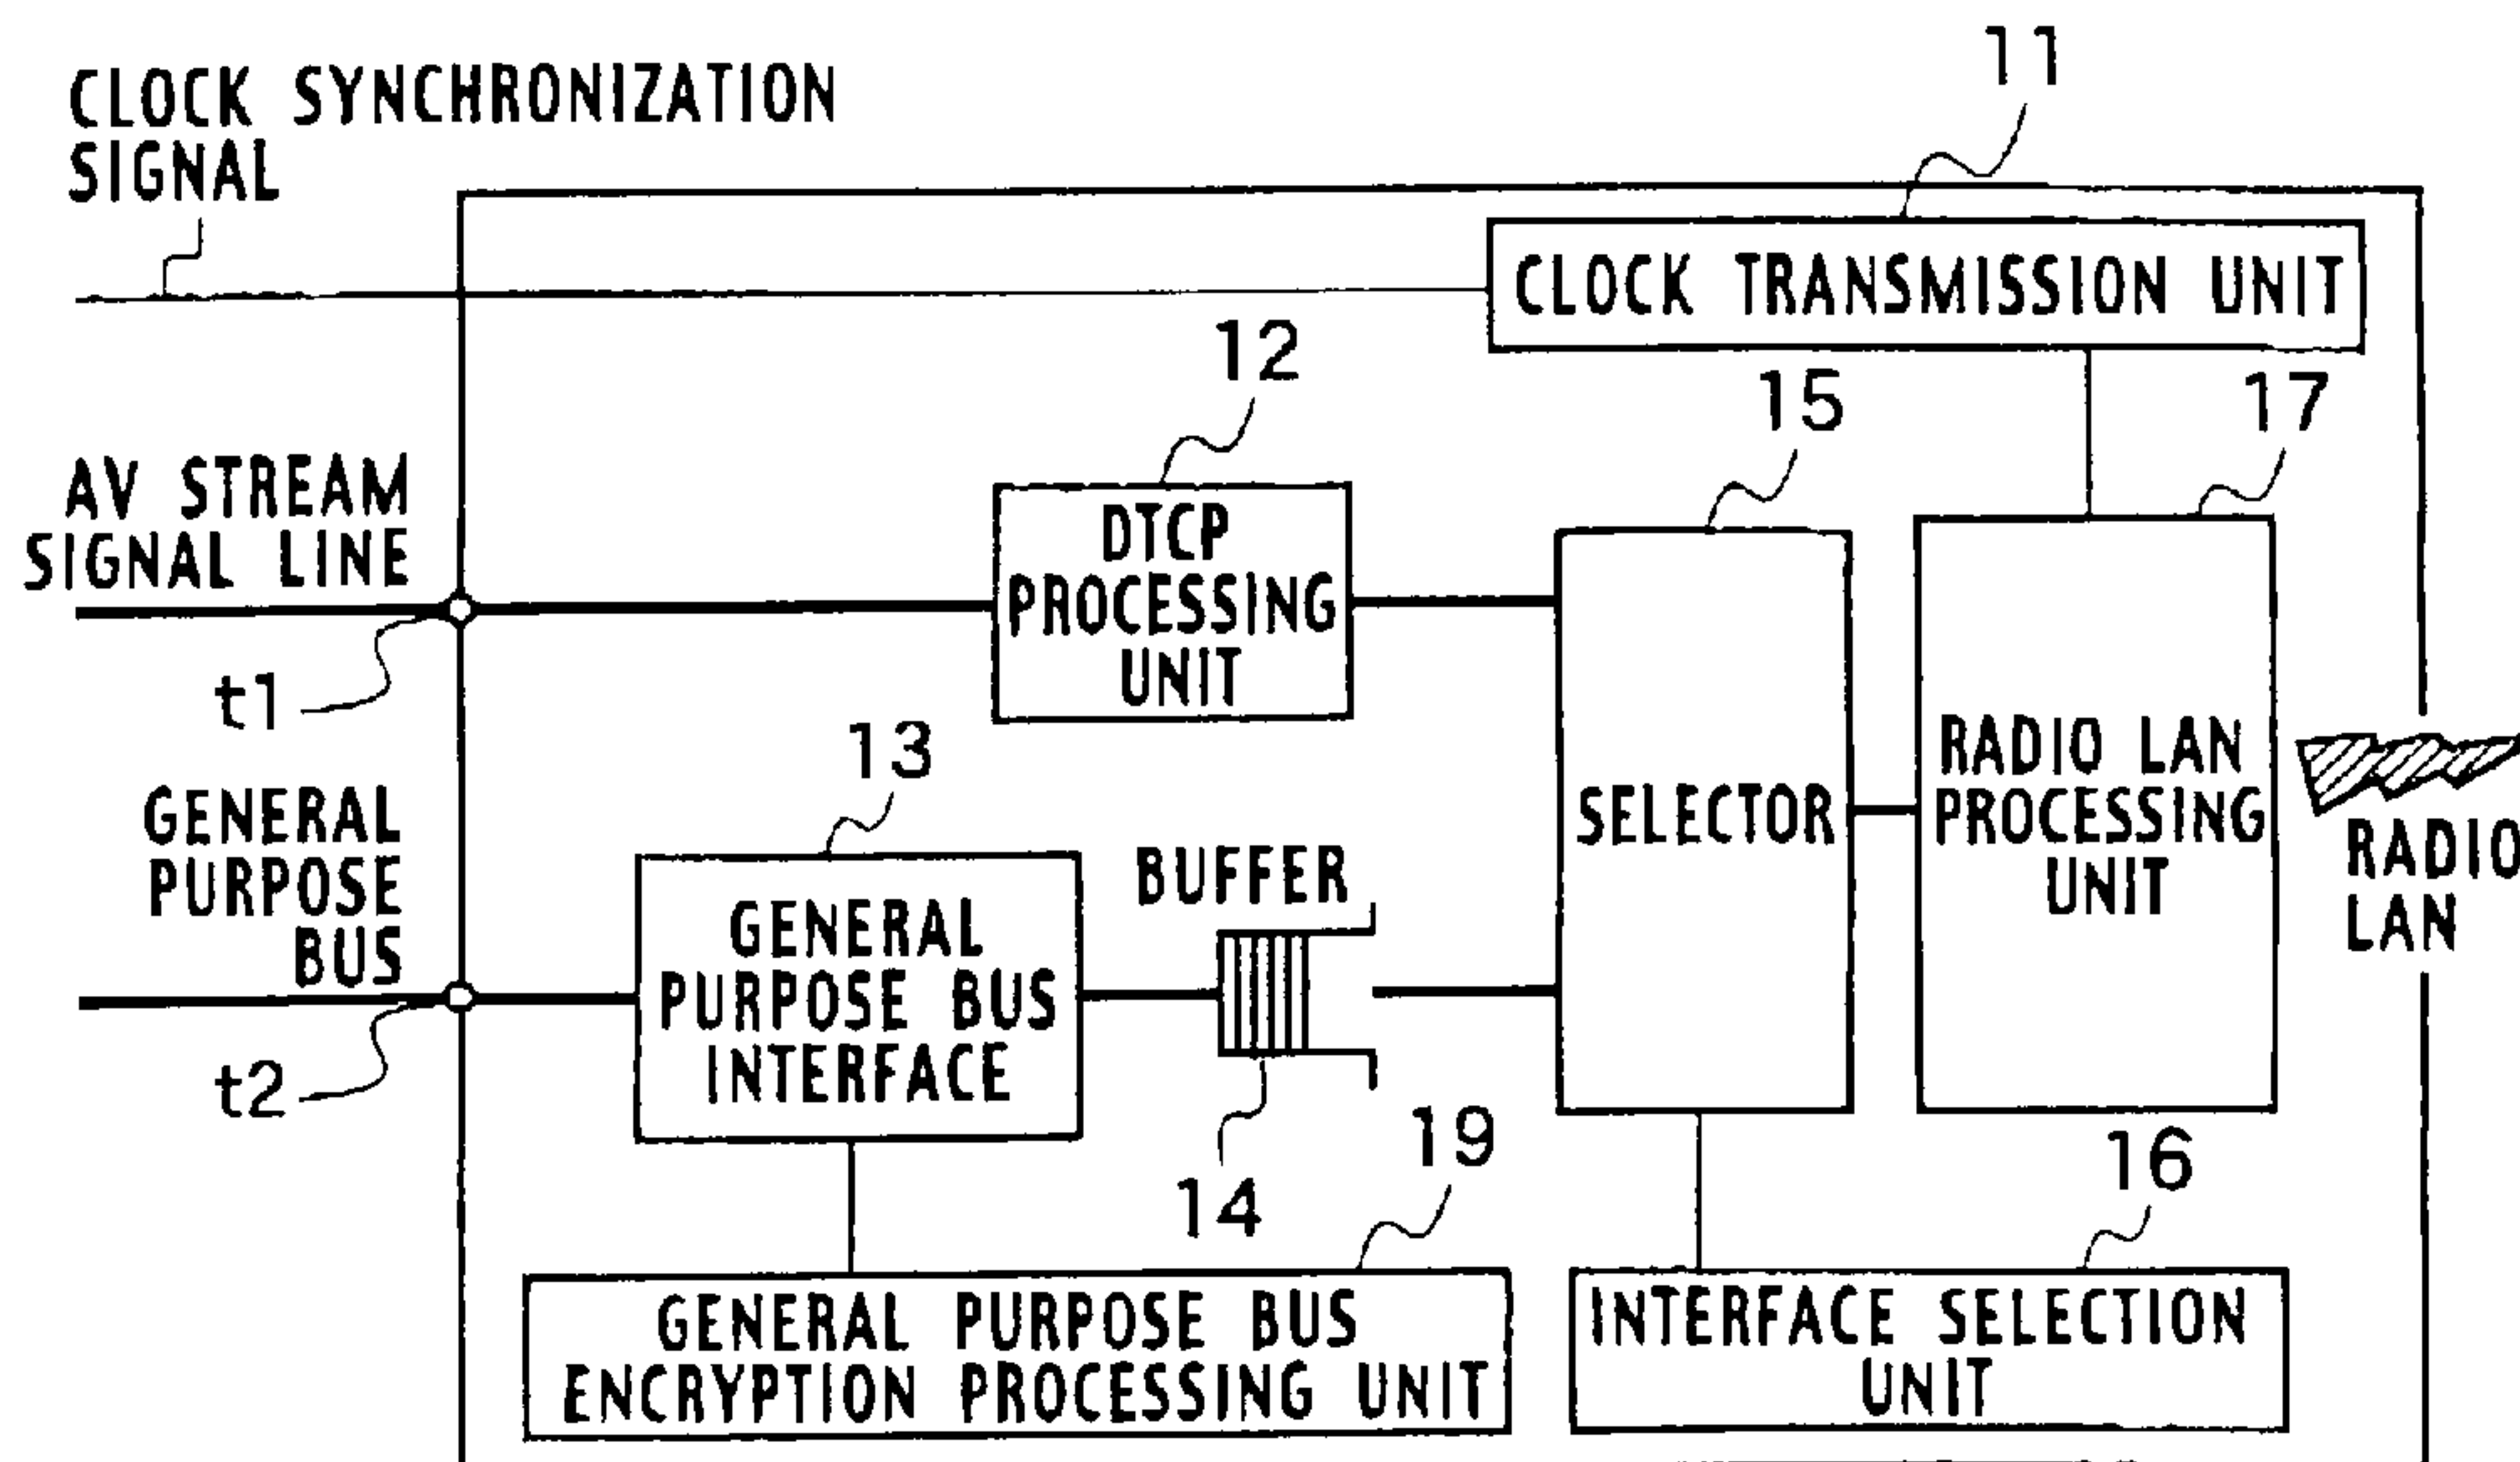 11
CLOCK SYNCHRONIZATION
SIGNAL
CLOCK TRANSMISSION UNIT
12
15
17
AV STREAM
SIGNAL LINE
DTCP
PROCESSING
UNIT
t1
13
GENERAL
PURPOSE
BUS
BUFFER
SELECTOR
RADIO LAN
PROCESSING
UNIT
RADIO
LAN
GENERAL
PURPOSE BUS
INTERFACE
t2
14
19
16
GENERAL PURPOSE BUS
ENCRYPTION PROCESSING UNIT
INTERFACE SELECTION
UNIT